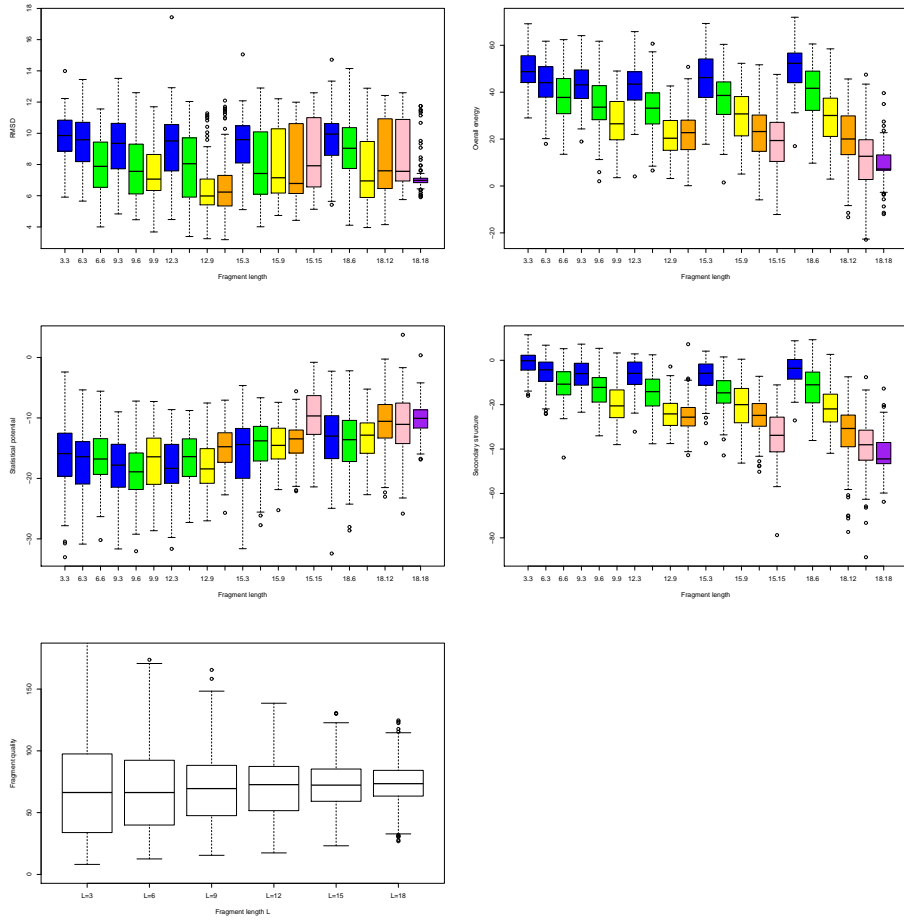 RMSD
18
16
14
12
10
8
6
4
3.3 6.3 6.6 9.3 9.6 9.9 12.3 12.9 15.3 15.9 15.15 18.6 18.12 18.18
Fragment length
Overall energy
60
40
20
0
−20
3.3 6.3 6.6 9.3 9.6 9.9 12.3 12.9 15.3 15.9 15.15 18.6 18.12 18.18
Fragment length
Statistical potential
0
−10
−20
−30
3.3 6.3 6.6 9.3 9.6 9.9 12.3 12.9 15.3 15.9 15.15 18.6 18.12 18.18
Fragment length
Secondary structure
0
−20
−40
−60
−80
3.3 6.3 6.6 9.3 9.6 9.9 12.3 12.9 15.3 15.9 15.15 18.6 18.12 18.18
Fragment length
Fragment quality
150
100
50
0
L=3 L=6 L=9 L=12 L=15 L=18
Fragment length L